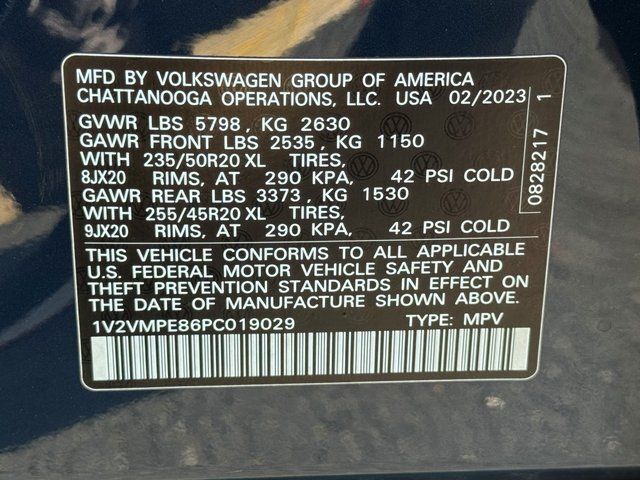 MFD BY VOLKSWAGEN GROUP OF AMERICA
CHATTANOOGA OPERATIONS, LLC. USA 02/2023
GVWR LBS 5798, KG 2630
GAWR FRONT LBS 2535, KG 1150
WITH 235/50R20 XL TIRES,
8JX20 RIMS, AT 290 KPA, 42 PSI COLD
GAWR REAR LBS 3373, KG 1530
WITH 255/45R20 XL TIRES,
9JX20 RIMS, AT 290 KPA, 42 PSI COLD
0828217 1
THIS VEHICLE CONFORMS TO ALL APPLICABLE
U.S. FEDERAL MOTOR VEHICLE SAFETY AND
THEFT PREVENTION STANDARDS IN EFFECT ON
THE DATE OF MANUFACTURE SHOWN ABOVE.
1V2VMPE86PC019029 TYPE: MPV